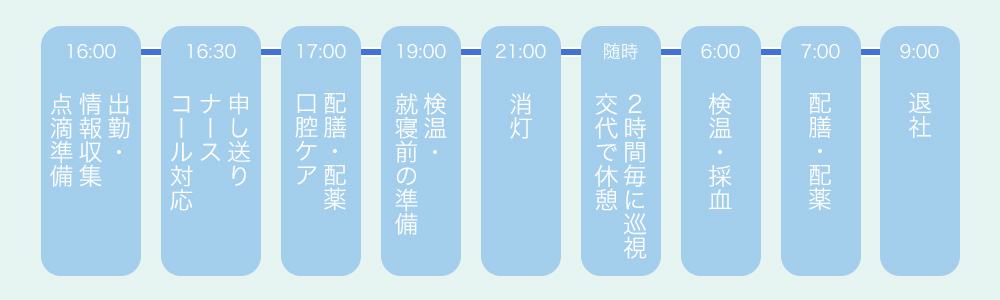 16:00
出勤・
情報収集
点滴準備
16:30
申し送り
ナース
コール対応
17:00
配膳・配薬
口腔ケア
19:00
検温・
就寝前の準備
21:00
消灯
随時
2時間毎に巡視
交代で休憩
6:00
検温・採血
7:00
配膳・配薬
9:00
退社